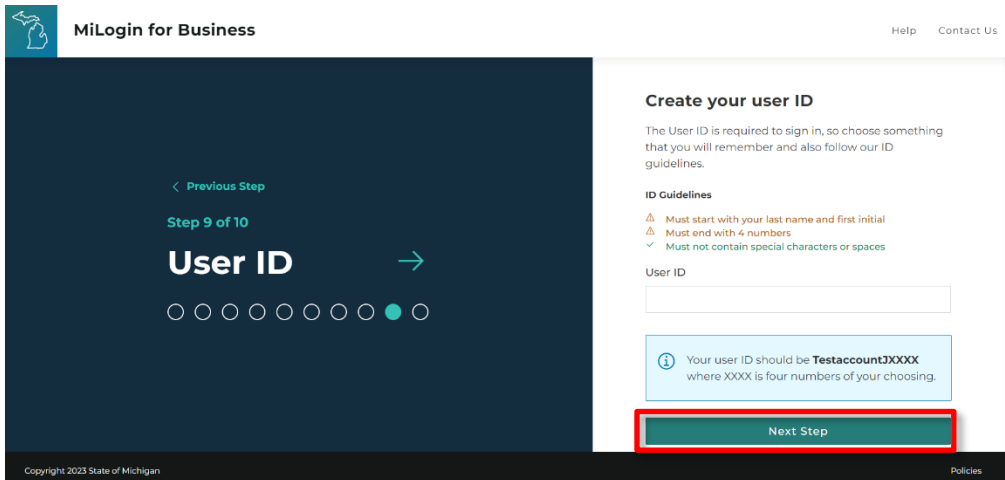 MiLogin for Business
Help Contact Us
< Previous Step
Step 9 of 10
User ID
Create your user ID
The User ID is required to sign in, so choose something
that you will remember and also follow our ID
guidelines.
ID Guidelines
Must start with your last name and first initial
Must end with 4 numbers
Must not contain special characters or spaces
User ID
Your user ID should be TestaccountJXXXX
where XXXX is four numbers of your choosing.
Next Step
Copyright 2023 State of Michigan
Policies